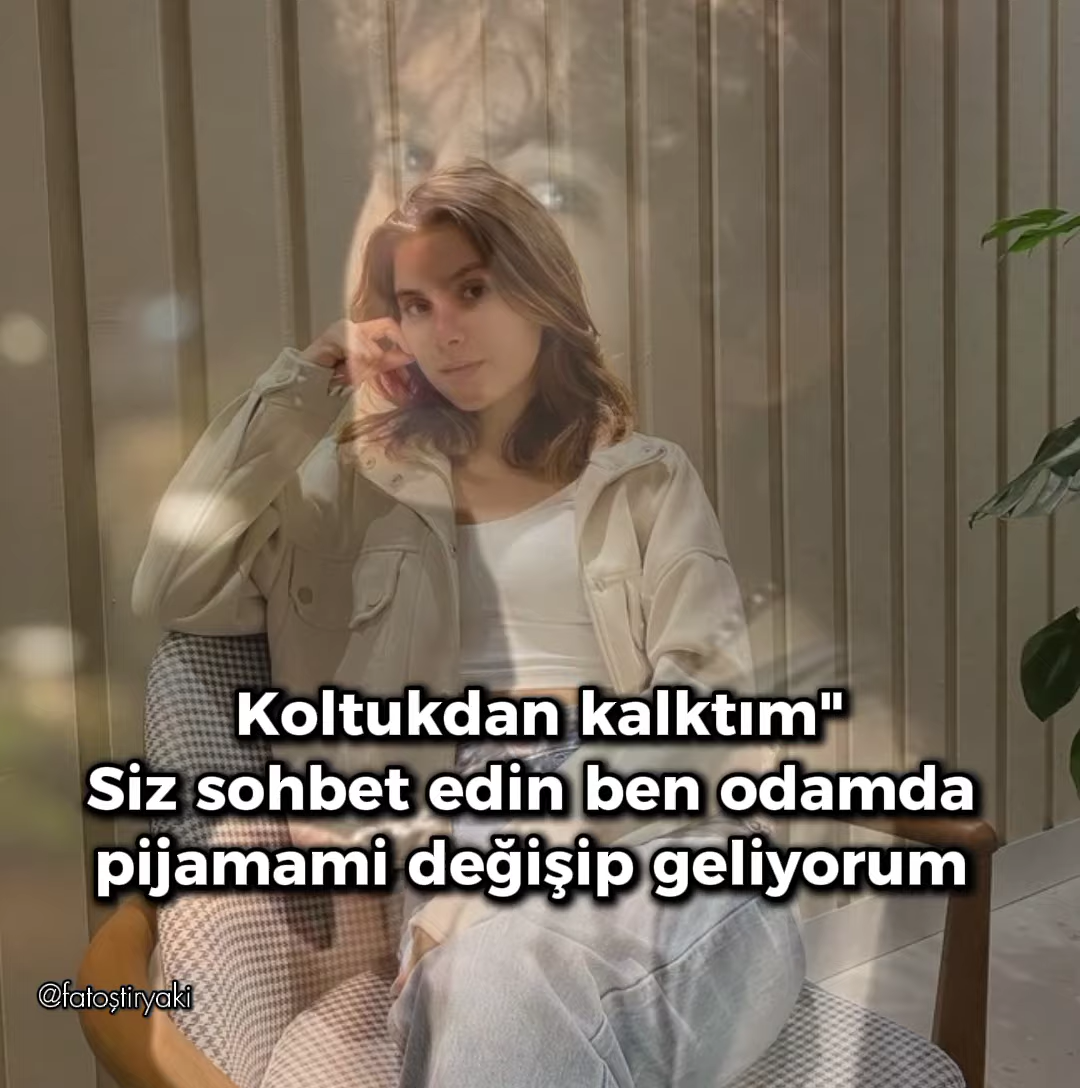 Koltukdan kalktım"
Siz sohbet edin ben odamda
pijamami değişip geliyorum
@fatoştiryaki